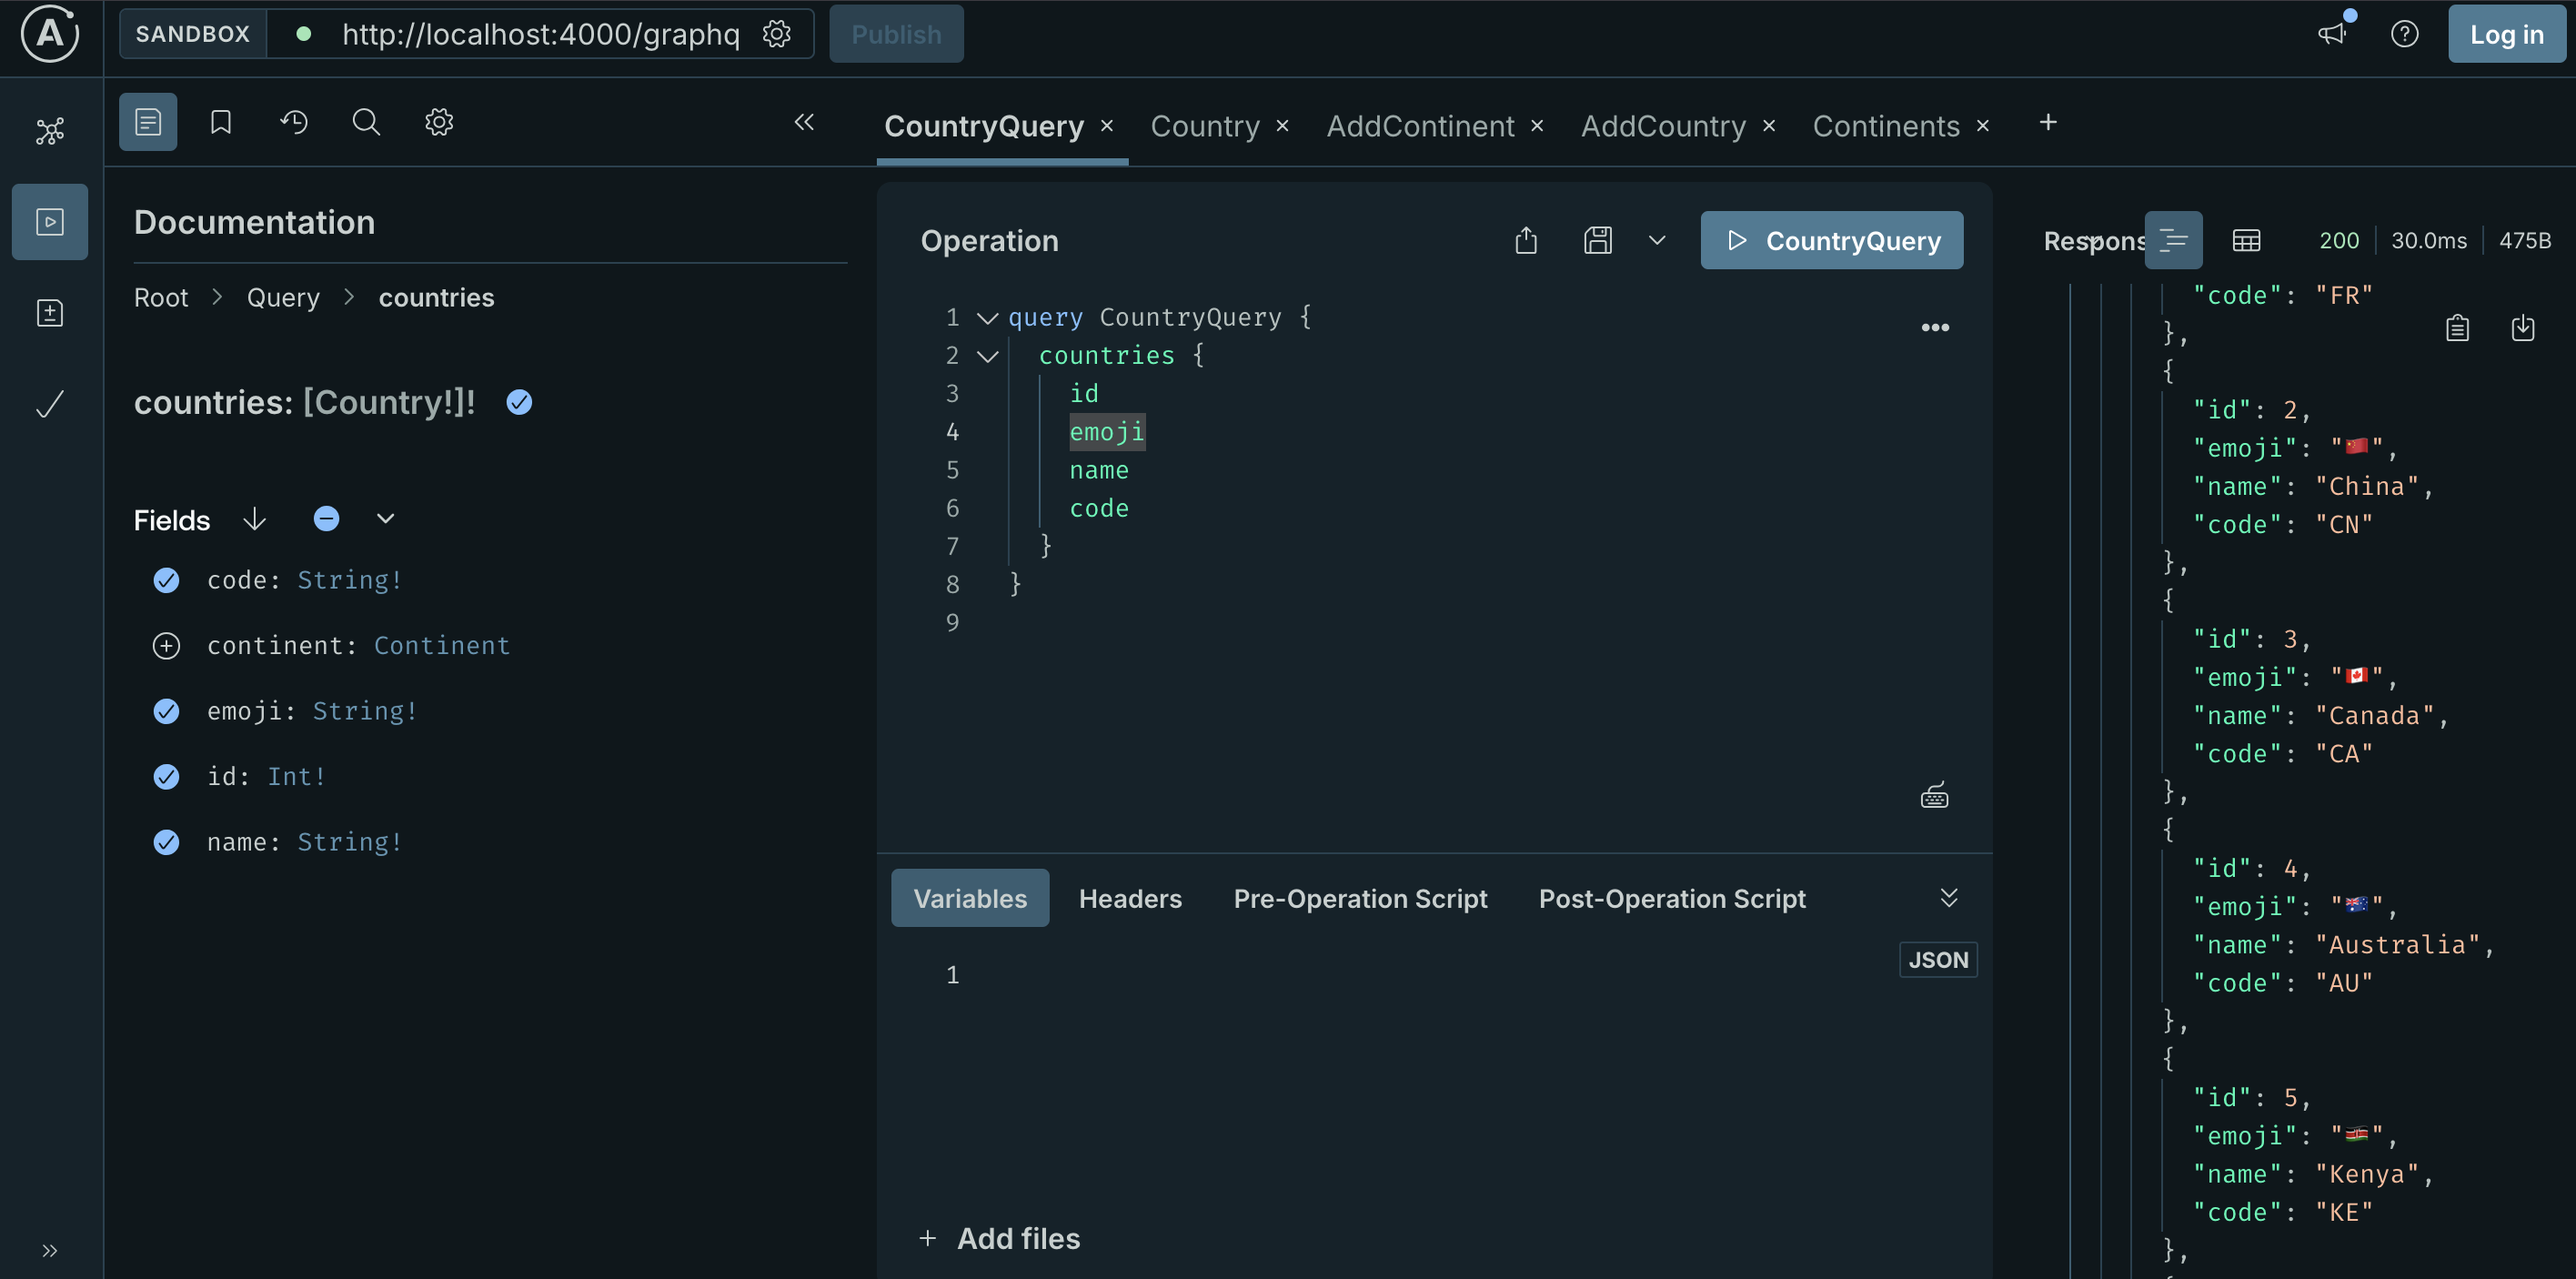 SANDBOX http://localhost:4000/graphq Publish Log in
CountryQuery Country AddContinent AddCountry Continents
Documentation
Root > Query > countries
countries: [Country!]!
Fields
code: String!
continent: Continent
emoji: String!
id: Int!
name: String!
Operation
CountryQuery
1 query CountryQuery {
2 countries {
3 id
4 emoji
5 name
6 code
7 }
8 }
9
Variables Headers Pre-Operation Script Post-Operation Script
JSON
1
+ Add files
Respons 200 30.0ms 475B
"code": "FR"
},
{
"id": 2,
"emoji": "🇨🇳",
"name": "China",
"code": "CN"
},
{
"id": 3,
"emoji": "🇨🇦",
"name": "Canada",
"code": "CA"
},
{
"id": 4,
"emoji": "🇦🇺",
"name": "Australia",
"code": "AU"
},
{
"id": 5,
"emoji": "🇰🇪",
"name": "Kenya",
"code": "KE"
},